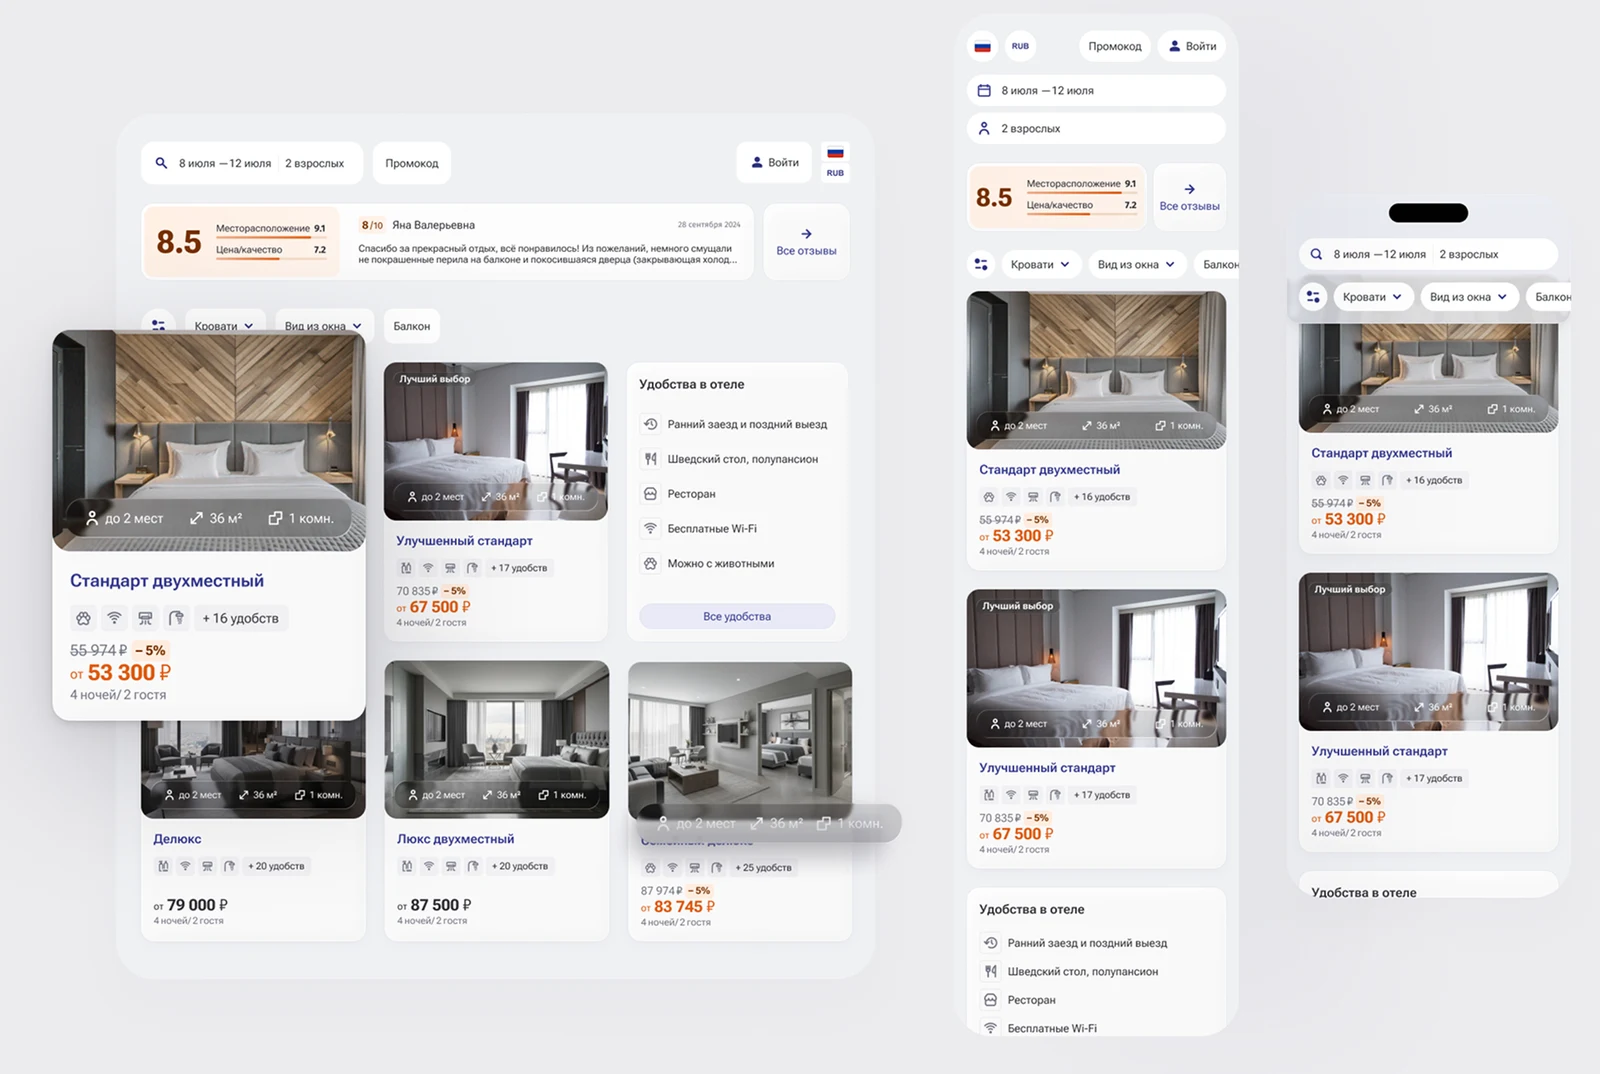 8 июля —12 июля
2 взрослых
Промокод
Войти
RUB
8.5
Месторасположение 9.1
Цена/качество 7.2
8/10 Яна Валерьевна
28 сентября 2024
Спасибо за прекрасный отдых, всё понравилось! Из пожеланий, немного смущали
не покрашенные перила на балконе и покосившаяся дверца (закрывающая холод...
Все отзывы
Кровати
Вид из окна
Балкон
до 2 мест
36 м²
1 комн.
Стандарт двухместный
+ 16 удобств
55 974 ₽ – 5%
от 53 300 ₽
4 ночей/ 2 гостя
Лучший выбор
до 2 мест
36 м²
1 комн.
Улучшенный стандарт
+ 17 удобств
70 835 ₽ – 5%
от 67 500 ₽
4 ночей/ 2 гостя
Удобства в отеле
Ранний заезд и поздний выезд
Шведский стол, полупансион
Ресторан
Бесплатные Wi-Fi
Можно с животными
Все удобства
до 2 мест
36 м²
1 комн.
Делюкс
+ 20 удобств
от 79 000 ₽
4 ночей/ 2 гостя
до 2 мест
36 м²
1 комн.
Люкс двухместный
+ 20 удобств
от 87 500 ₽
4 ночей/ 2 гостя
до 2 мест
36 м²
1 комн.
делюкс
+ 25 удобств
87 974 ₽ – 5%
от 83 745 ₽
4 ночей/ 2 гостя
RUB
Промокод
Войти
8 июля —12 июля
2 взрослых
8.5
Месторасположение 9.1
Цена/качество 7.2
Все отзывы
Кровати
Вид из окна
Балкон
до 2 мест
36 м²
1 комн.
Стандарт двухместный
+ 16 удобств
55 974 ₽ – 5%
от 53 300 ₽
4 ночей/ 2 гостя
Лучший выбор
до 2 мест
36 м²
1 комн.
Улучшенный стандарт
+ 17 удобств
70 835 ₽ – 5%
от 67 500 ₽
4 ночей/ 2 гостя
Удобства в отеле
Ранний заезд и поздний выезд
Шведский стол, полупансион
Ресторан
Бесплатные Wi-Fi
8 июля —12 июля
2 взрослых
Кровати
Вид из окна
Балкон
до 2 мест
36 м²
1 комн.
Стандарт двухместный
+ 16 удобств
55 974 ₽ – 5%
от 53 300 ₽
4 ночей/ 2 гостя
Лучший выбор
до 2 мест
36 м²
1 комн.
Улучшенный стандарт
+ 17 удобств
70 835 ₽ – 5%
от 67 500 ₽
4 ночей/ 2 гостя
Удобства в отеле